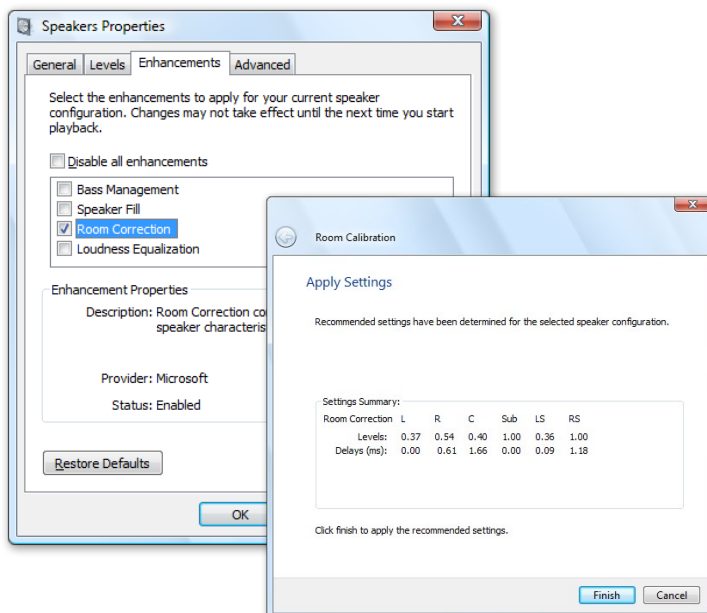 Speakers Properties
General Levels Enhancements Advanced
Select the enhancements to apply for your current speaker
configuration. Changes may not take effect until the next time you start
playback.
Disable all enhancements
Bass Management
Speaker Fill
Room Correction
Loudness Equalization
Enhancement Properties
Description: Room Correction
speaker
Provider: Microsoft
Status: Enabled
Restore Defaults
OK
Room Calibration
Apply Settings
Recommended settings have been determined for the selected speaker configuration.
Settings Summary:
Room Correction L R C Sub LS RS
Levels: 0.37 0.54 0.40 1.00 0.36 1.00
Delays (ms): 0.00 0.61 1.66 0.00 0.09 1.18
Click finish to apply the recommended settings.
Finish Cancel